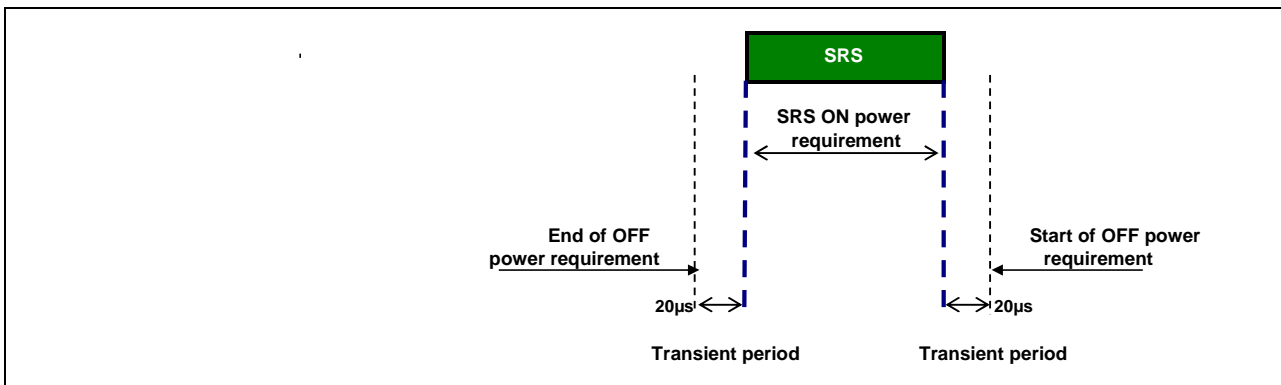 SRS
SRS ON power
requirement
End of OFF
power requirement
Start of OFF power
requirement
20µs
20µs
Transient period
Transient period